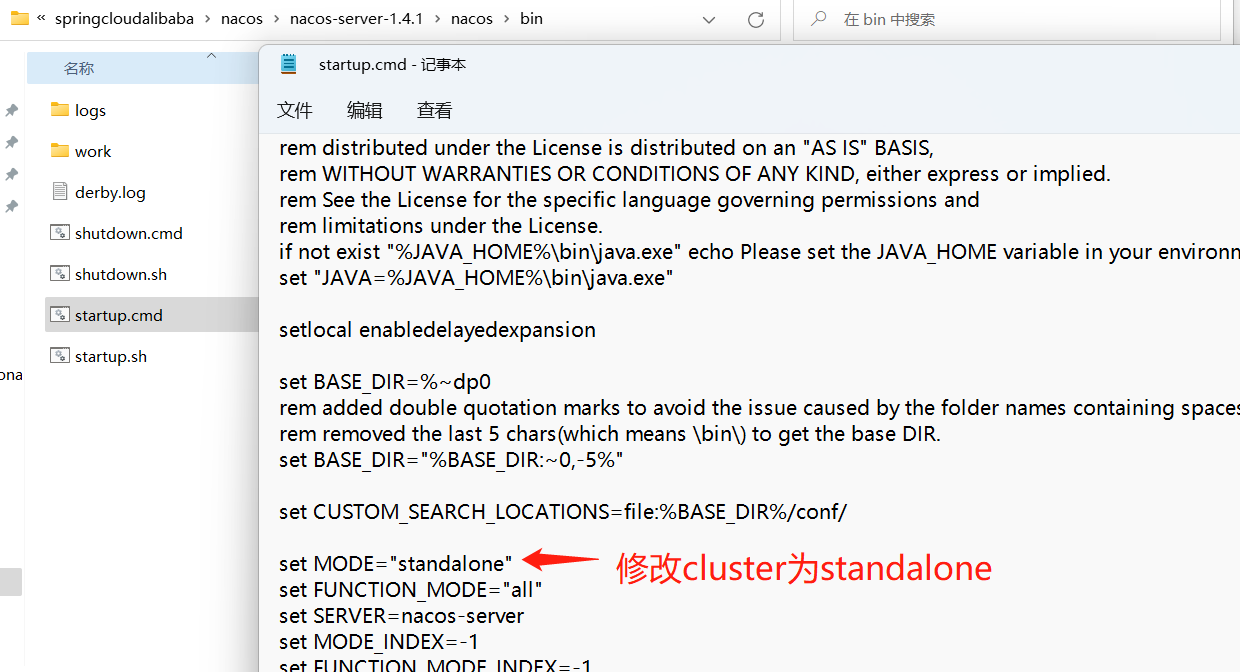 « springcloudalibaba › nacos › nacos-server-1.4.1 › nacos › bin
在 bin 中搜索
名称
logs
work
derby.log
shutdown.cmd
shutdown.sh
startup.cmd
startup.sh
ona
startup.cmd - 记事本
文件 编辑 查看
rem distributed under the License is distributed on an "AS IS" BASIS,
rem WITHOUT WARRANTIES OR CONDITIONS OF ANY KIND, either express or implied.
rem See the License for the specific language governing permissions and
rem limitations under the License.
if not exist "%JAVA_HOME%\bin\java.exe" echo Please set the JAVA_HOME variable in your environn
set "JAVA=%JAVA_HOME%\bin\java.exe"
setlocal enabledelayedexpansion
set BASE_DIR=%~dp0
rem added double quotation marks to avoid the issue caused by the folder names containing spaces
rem removed the last 5 chars(which means \bin\) to get the base DIR.
set BASE_DIR="%BASE_DIR:~0,-5%"
set CUSTOM_SEARCH_LOCATIONS=file:%BASE_DIR%/conf/
set MODE="standalone"
修改cluster为standalone
set FUNCTION_MODE="all"
set SERVER=nacos-server
set MODE_INDEX=-1
set FUNCTION_MODE_INDEX=-1